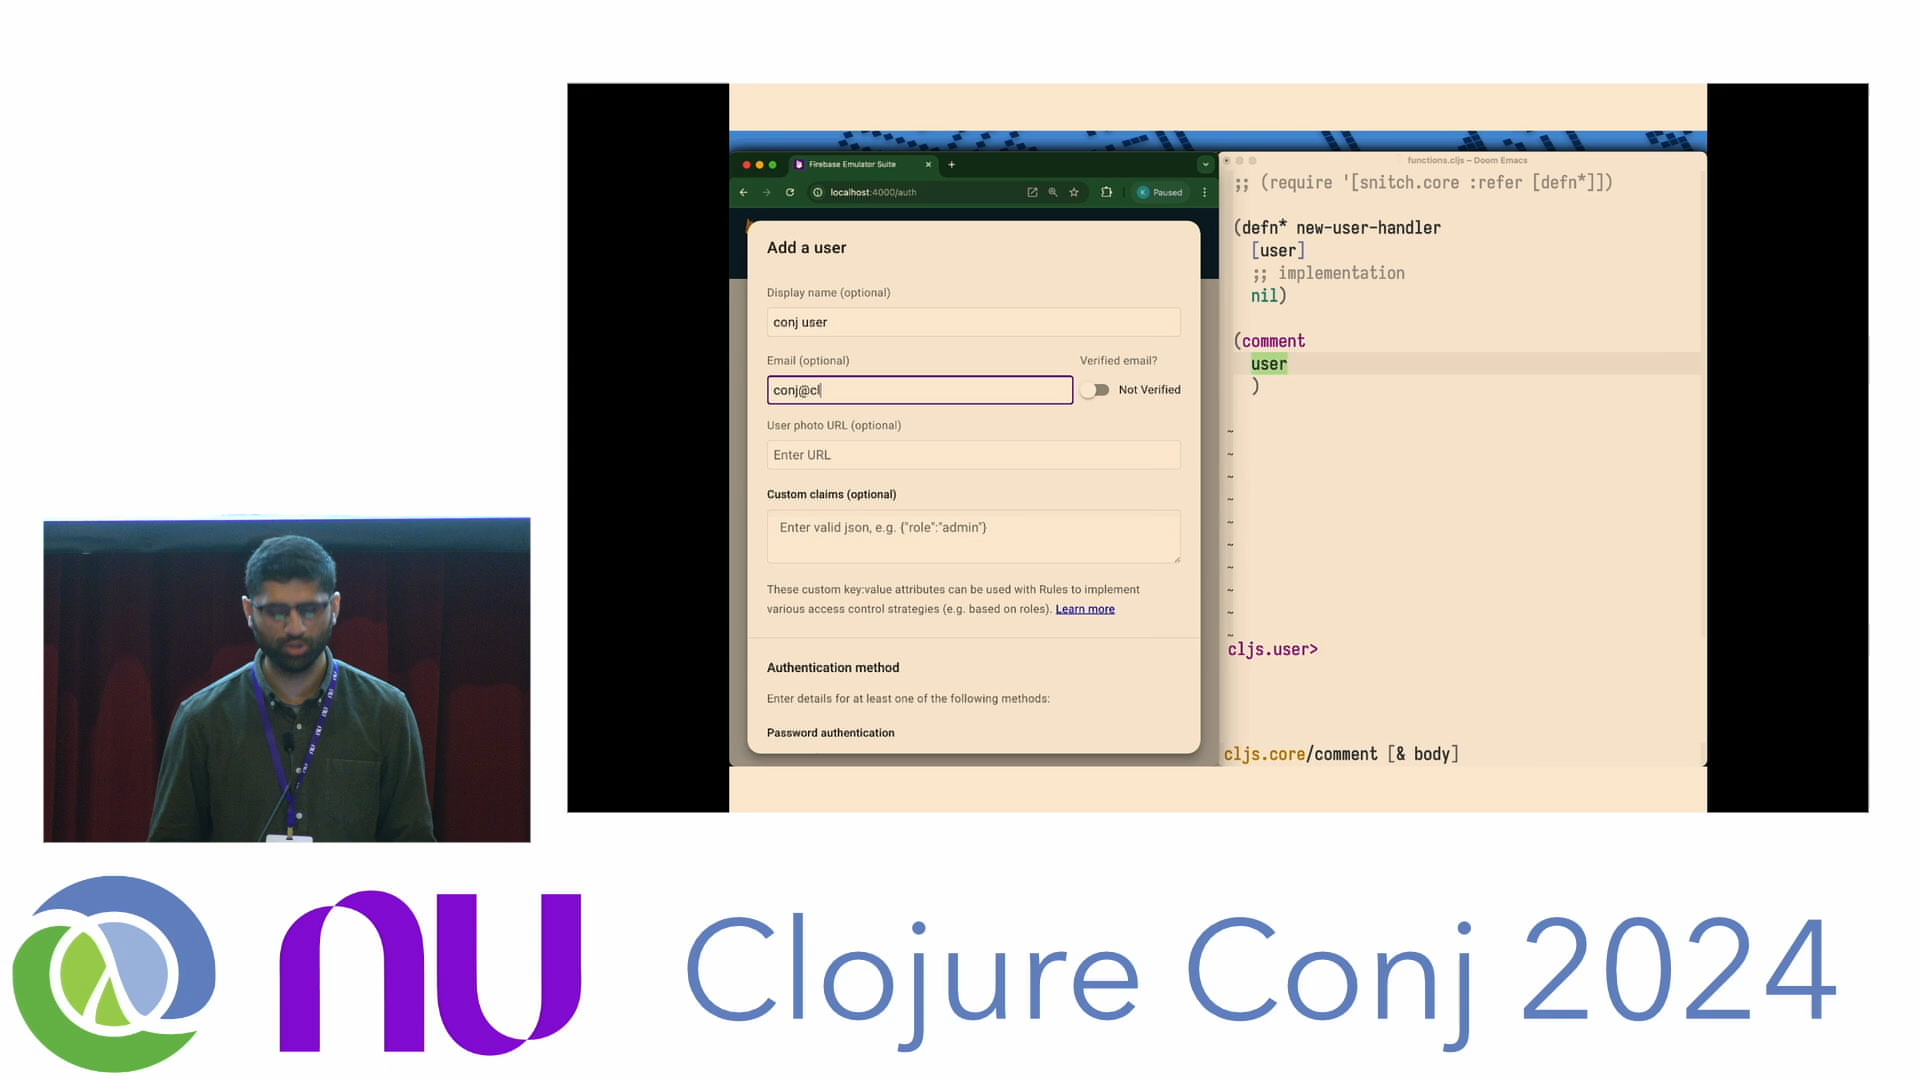 Firebase Emulator Suite
localhost:4000/auth
K Paused
Add a user
Display name (optional)
conj user
Email (optional)
Verified email?
conj@cl
Not Verified
User photo URL (optional)
Enter URL
Custom claims (optional)
Enter valid json, e.g. {"role":"admin"}
These custom key:value attributes can be used with Rules to implement
various access control strategies (e.g. based on roles). Learn more
Authentication method
Enter details for at least one of the following methods:
Password authentication
functions.cljs – Doom Emacs
;; (require '[snitch.core :refer [defn*]])
(defn* new-user-handler
[user]
;; implementation
nil)
(comment
user
)
~
~
~
~
~
~
~
~
~
~
cljs.user>
cljs.core/comment [& body]
nu
nu
nu
nu
Clojure Conj 2024